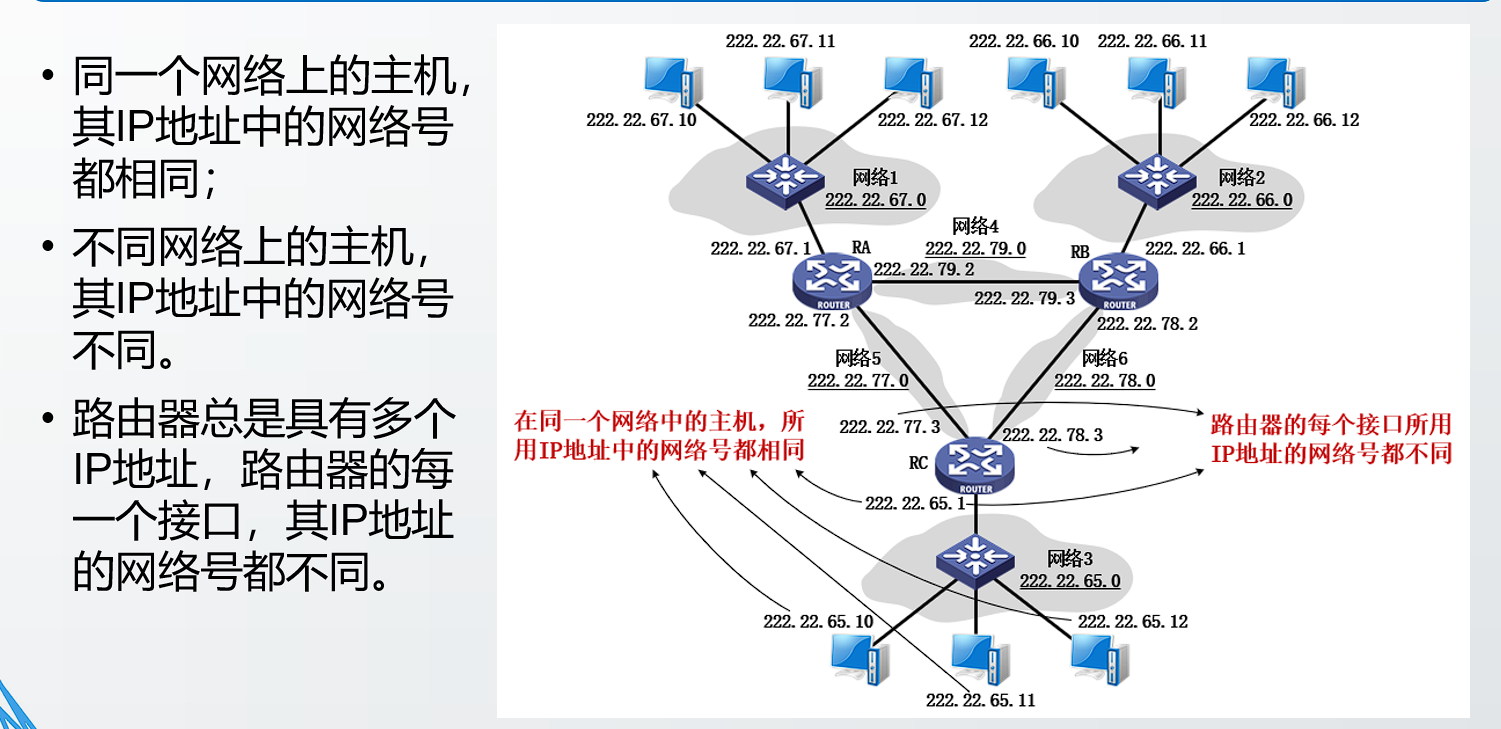 • 同一个网络上的主机，
其IP地址中的网络号
都相同；
• 不同网络上的主机，
其IP地址中的网络号
不同。
• 路由器总是具有多个
IP地址，路由器的每
一个接口，其IP地址
的网络号都不同。
222.22.67.11
222.22.66.10 222.22.66.11
222.22.67.10
222.22.67.12
222.22.66.12
网络1
222.22.67.0
网络2
222.22.66.0
网络4
222.22.79.0
222.22.67.1
RA
RB
222.22.66.1
222.22.79.2
222.22.79.3
ROUTER
ROUTER
222.22.77.2
222.22.78.2
网络5
222.22.77.0
网络6
222.22.78.0
在同一个网络中的主机，所
用IP地址中的网络号都相同
222.22.77.3
222.22.78.3
路由器的每个接口所用
IP地址的网络号都不同
RC
ROUTER
222.22.65.1
网络3
222.22.65.0
222.22.65.10
222.22.65.12
222.22.65.11